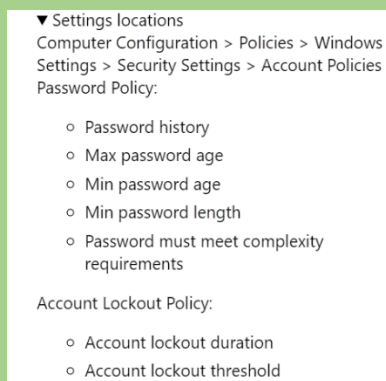 ▼ Settings locations
Computer Configuration > Policies > Windows
Settings > Security Settings > Account Policies
Password Policy:
○ Password history
○ Max password age
○ Min password age
○ Min password length
○ Password must meet complexity
requirements
Account Lockout Policy:
○ Account lockout duration
○ Account lockout threshold